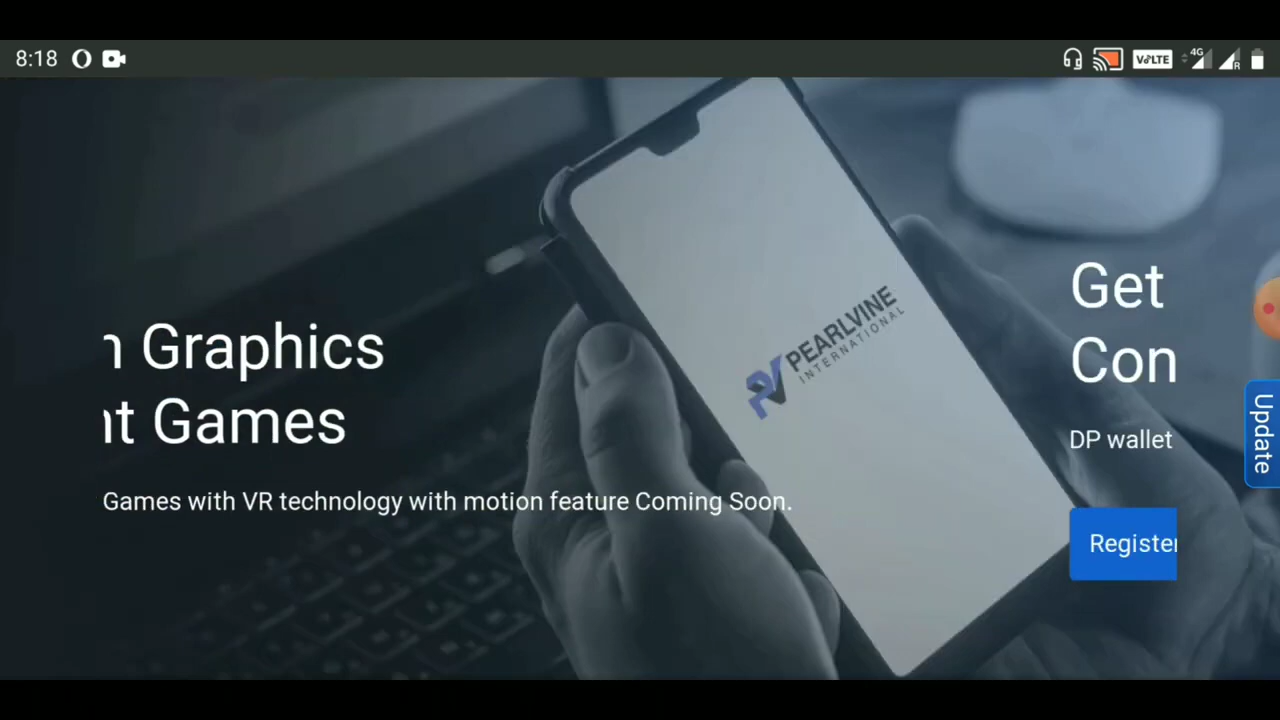 8:18
VoLTE
4G
R
n Graphics
nt Games
Games with VR technology with motion feature Coming Soon.
PEARLVINE
INTERNATIONAL
Get
Con
DP wallet
Register
Update